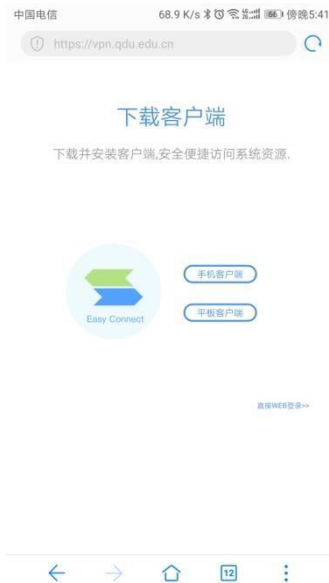 中国电信 68.9 K/s 66 傍晚5:41
https://vpn.qdu.edu.cn
下载客户端
下载并安装客户端,安全便捷访问系统资源.
手机客户端
Easy Connect
平板客户端
直接WEB登录>>
12